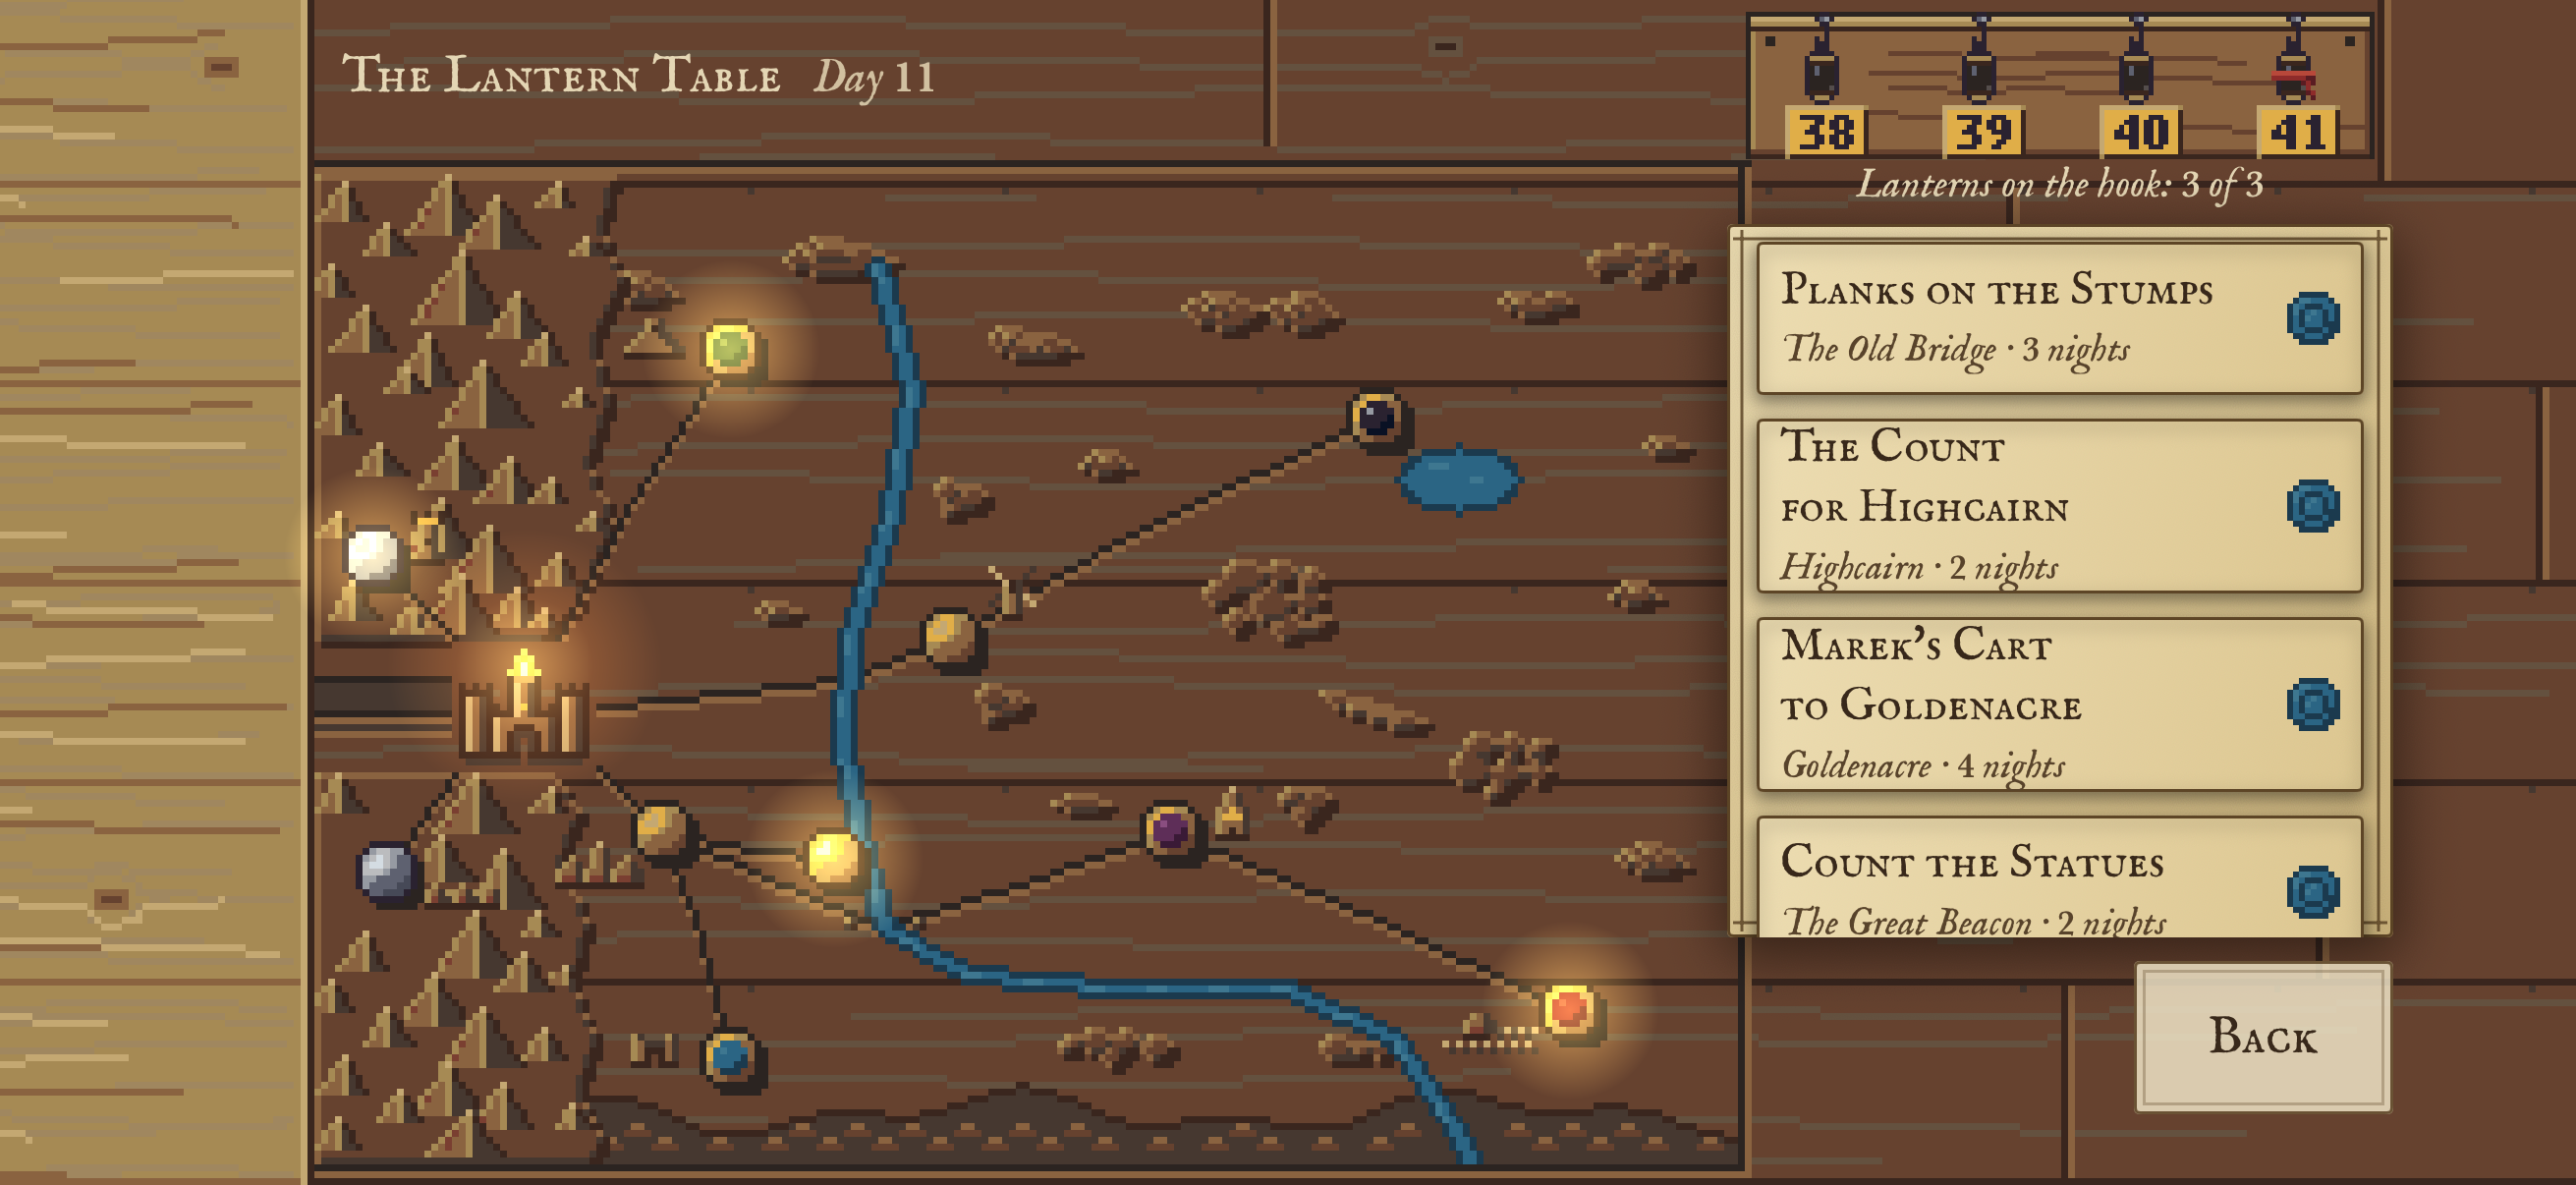 The Lantern Table Day 11
38 39 40 41
Lanterns on the hook: 3 of 3
Planks on the Stumps
The Old Bridge · 3 nights
The Count
for Highcairn
Highcairn · 2 nights
Marek's Cart
to Goldenacre
Goldenacre · 4 nights
Count the Statues
The Great Beacon · 2 nights
Back